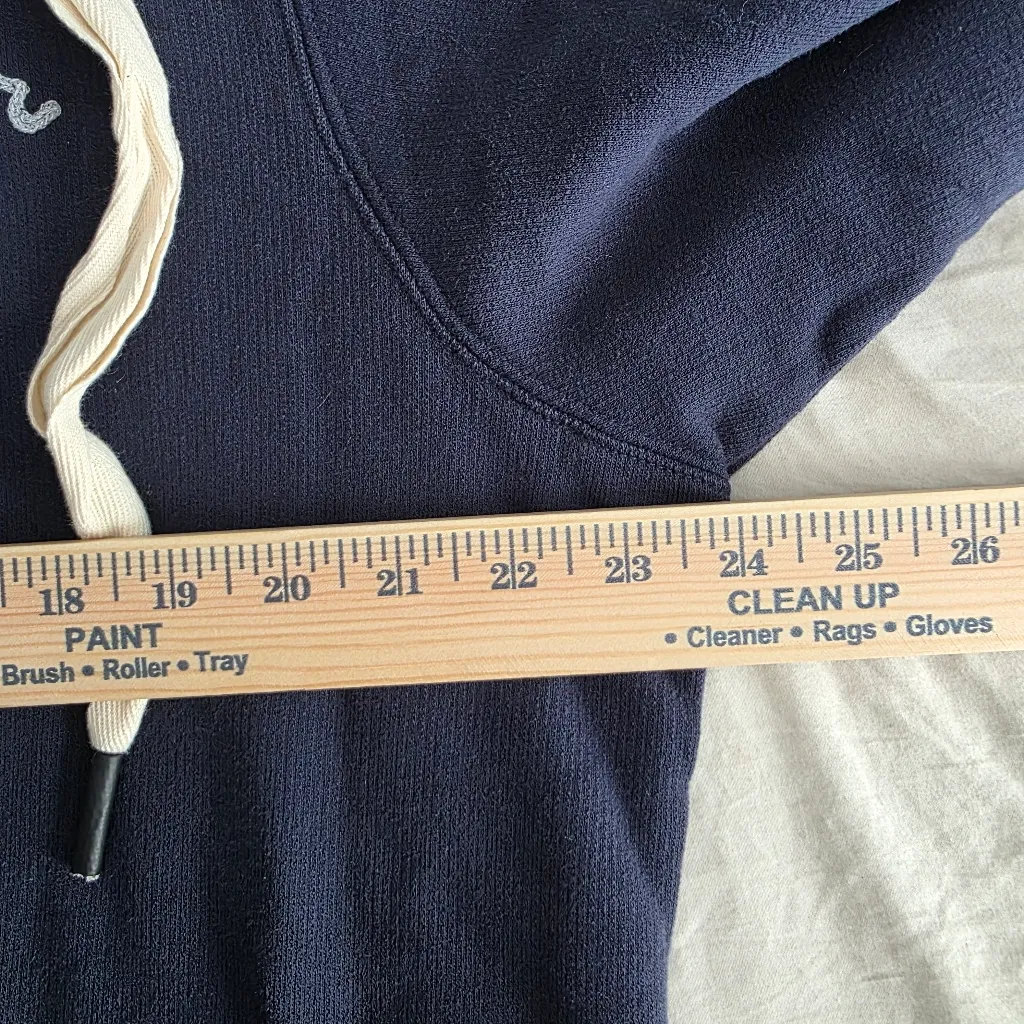 18 19 20 21 22 23 24 25 26
PAINT
Brush • Roller • Tray
CLEAN UP
• Cleaner • Rags • Gloves